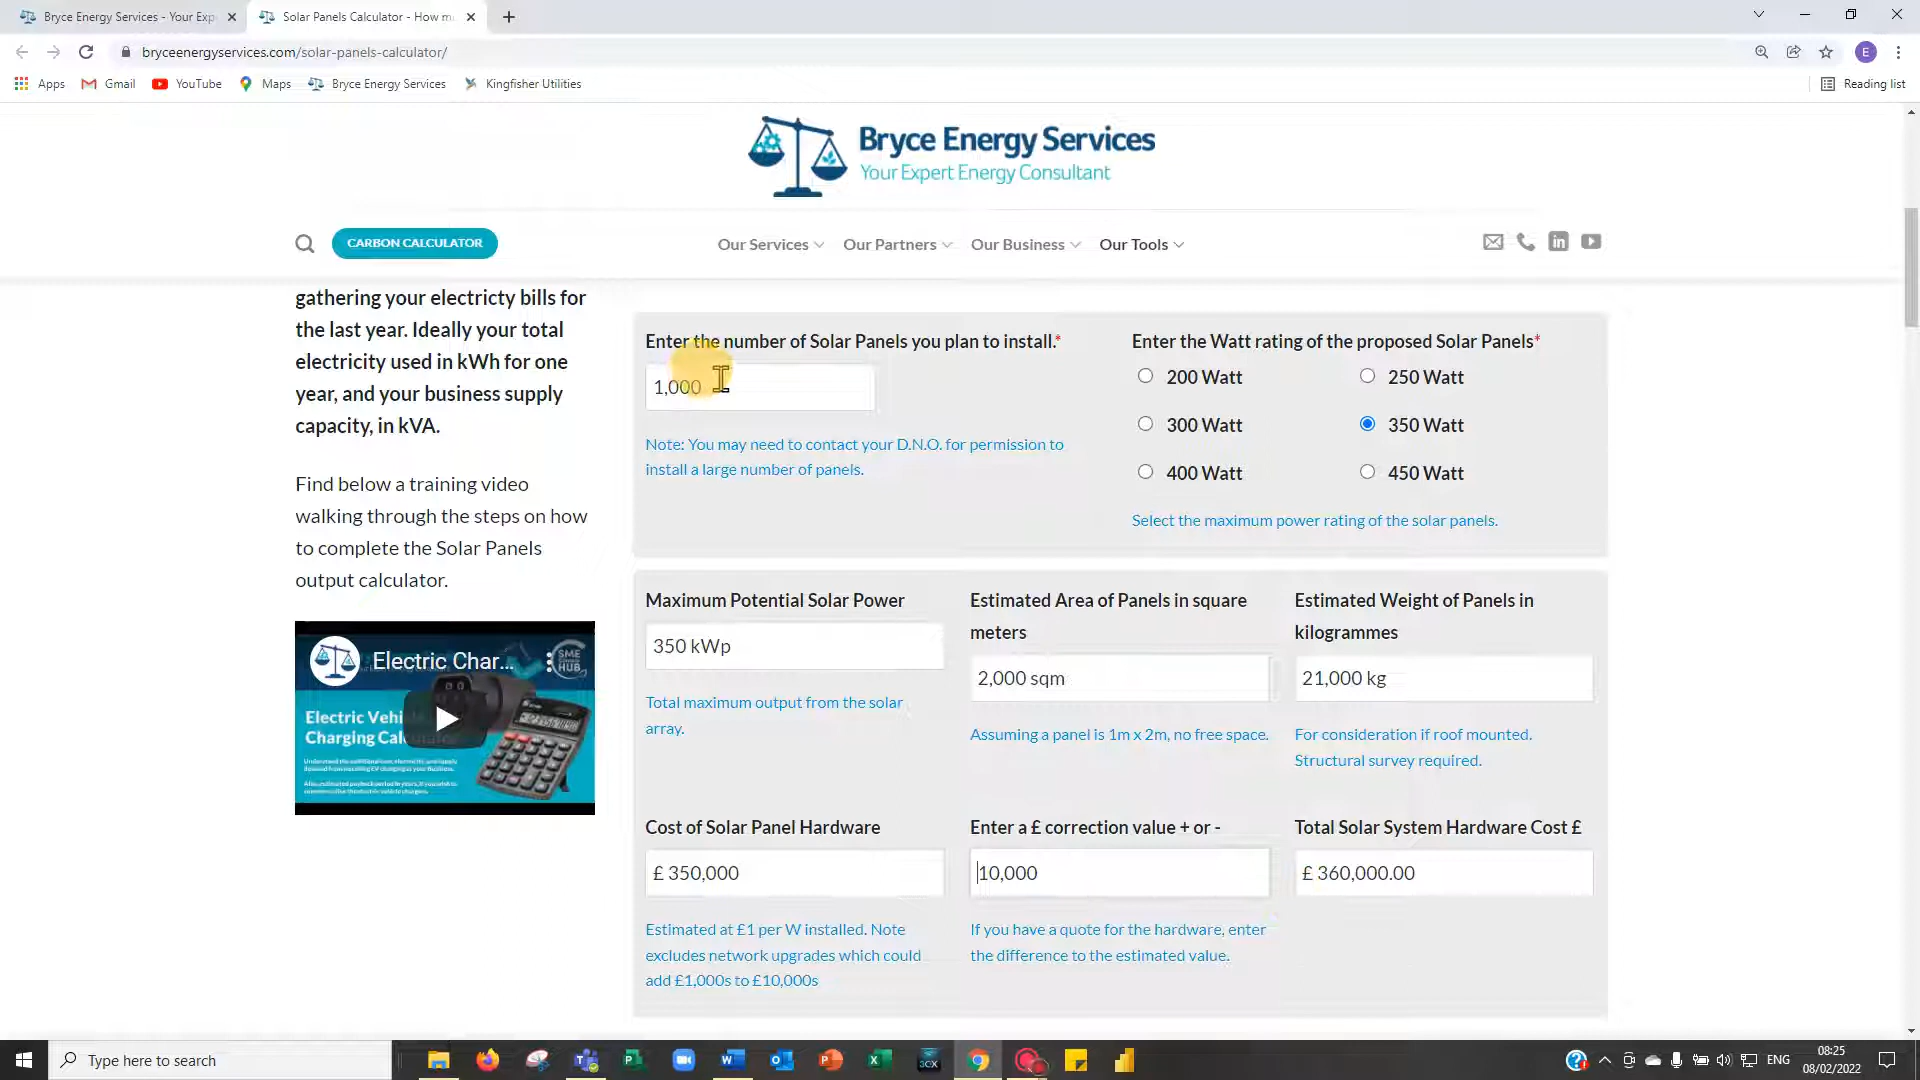 Bryce Energy Services - Your Exp
Solar Panels Calculator - How m
bryceenergyservices.com/solar-panels-calculator/
E
Apps
Gmail
YouTube
Maps
Bryce Energy Services
Kingfisher Utilities
Reading list
Bryce Energy Services
Your Expert Energy Consultant
CARBON CALCULATOR
Our Services
Our Partners
Our Business
Our Tools
gathering your electricty bills for
the last year. Ideally your total
electricity used in kWh for one
year, and your business supply
capacity, in kVA.
Find below a training video
walking through the steps on how
to complete the Solar Panels
output calculator.
Electric Char...
SME
HUB
Electric Vehi
Charging Calc
Enter the number of Solar Panels you plan to install.*
1,000
Note: You may need to contact your D.N.O. for permission to
install a large number of panels.
Enter the Watt rating of the proposed Solar Panels*
200 Watt
250 Watt
300 Watt
350 Watt
400 Watt
450 Watt
Select the maximum power rating of the solar panels.
Maximum Potential Solar Power
350 kWp
Total maximum output from the solar
array.
Estimated Area of Panels in square
meters
2,000 sqm
Assuming a panel is 1m x 2m, no free space.
Estimated Weight of Panels in
kilogrammes
21,000 kg
For consideration if roof mounted.
Structural survey required.
Cost of Solar Panel Hardware
£ 350,000
Estimated at £1 per W installed. Note
excludes network upgrades which could
add £1,000s to £10,000s
Enter a £ correction value + or -
10,000
If you have a quote for the hardware, enter
the difference to the estimated value.
Total Solar System Hardware Cost £
£ 360,000.00
Type here to search
3CX
ENG
08:25
08/02/2022